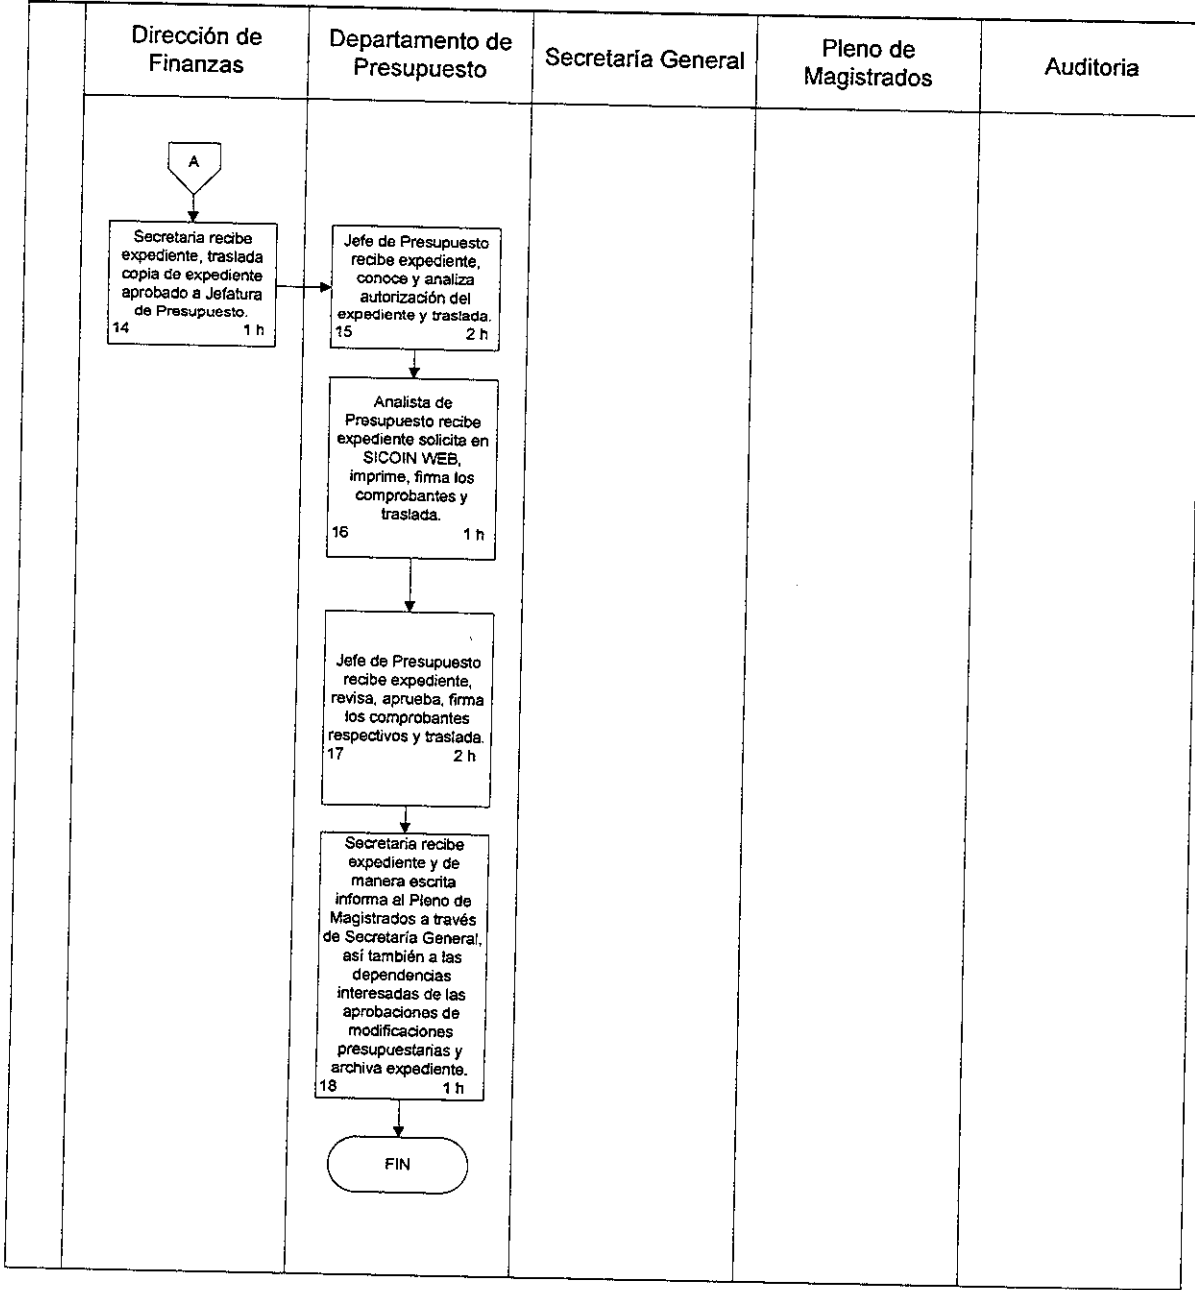 Dirección de
Finanzas
Departamento de
Presupuesto
Secretaría General
Pleno de
Magistrados
Auditoria
A
Secretaria recibe
expediente, traslada
copia de expediente
aprobado a Jefatura
de Presupuesto.
14 1 h
Jefe de Presupuesto
recibe expediente,
conoce y analiza
autorización del
expediente y traslada.
15 2 h
Analista de
Presupuesto recibe
expediente solicita en
SICOIN WEB,
imprime, firma los
comprobantes y
traslada.
16 1 h
Jefe de Presupuesto
recibe expediente,
revisa, aprueba, firma
los comprobantes
respectivos y traslada.
17 2 h
Secretaria recibe
expediente y de
manera escrita
informa al Pleno de
Magistrados a través
de Secretaría General,
así también a las
dependencias
interesadas de las
aprobaciones de
modificaciones
presupuestarias y
archiva expediente.
18 1 h
FIN